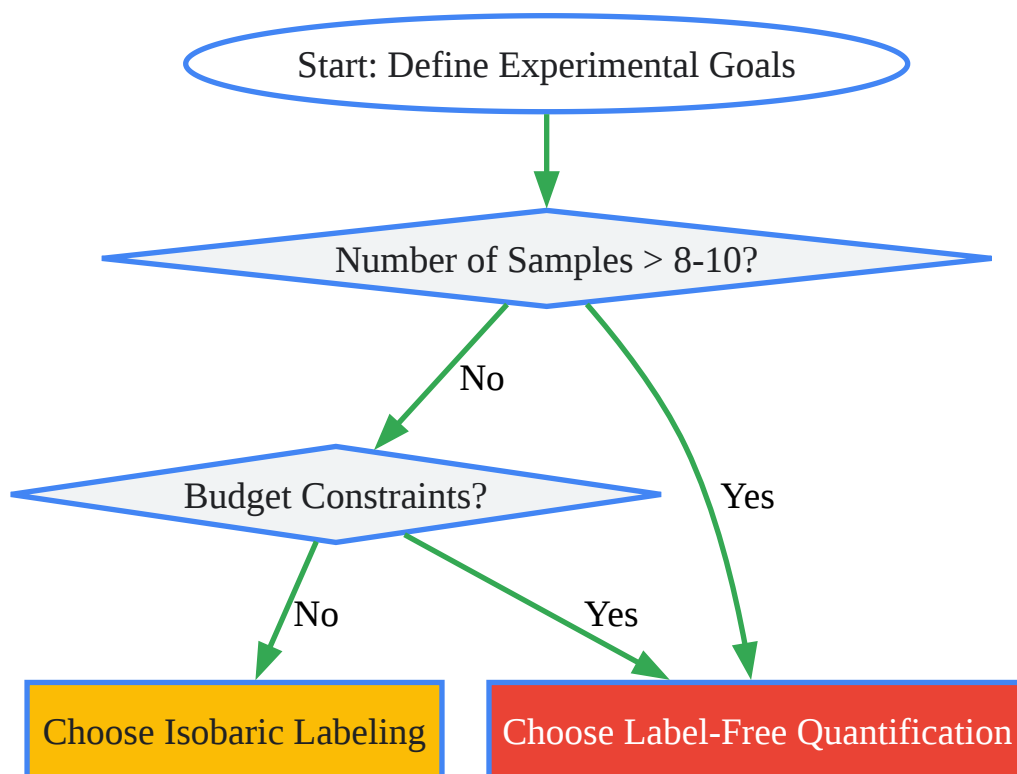 Start: Define Experimental Goals
Number of Samples > 8-10?
No
Budget Constraints?
Yes
No
Yes
Choose Isobaric Labeling
Choose Label-Free Quantification